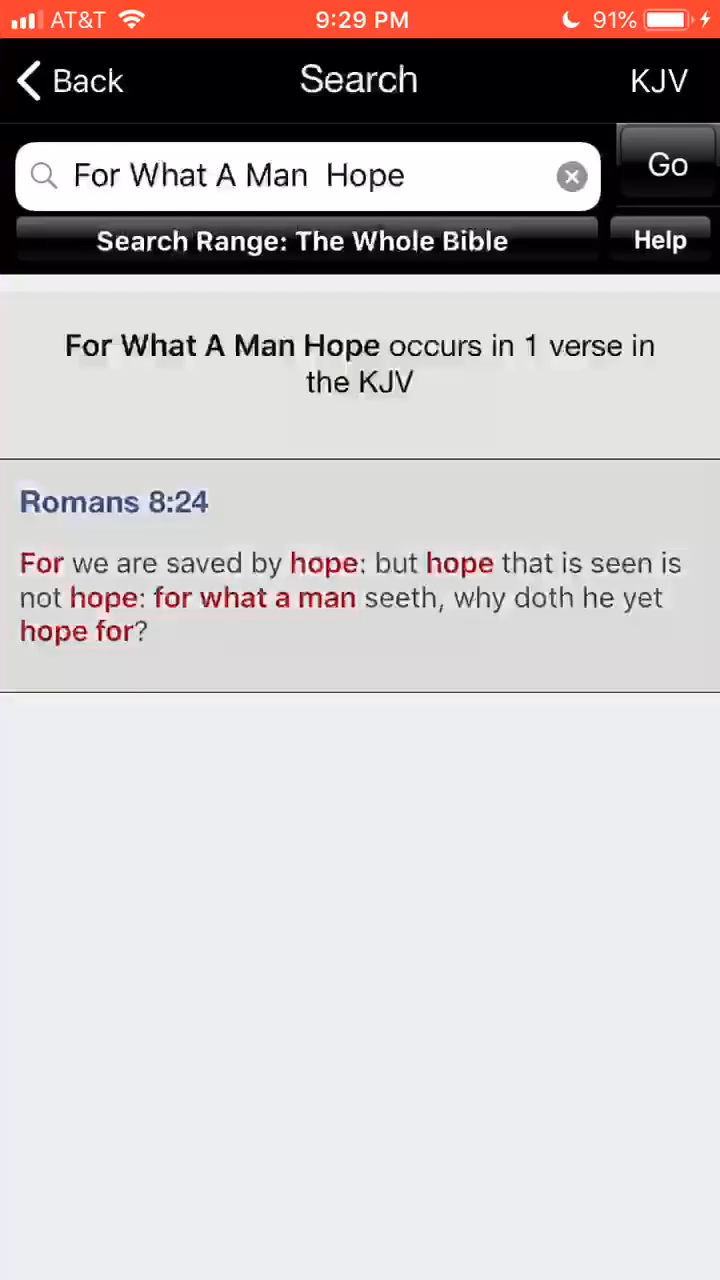 AT&T 9:29 PM 91%
Back Search KJV
For What A Man  Hope Go
Search Range: The Whole Bible Help
For What A Man Hope occurs in 1 verse in
the KJV
Romans 8:24
For we are saved by hope: but hope that is seen is
not hope: for what a man seeth, why doth he yet
hope for?